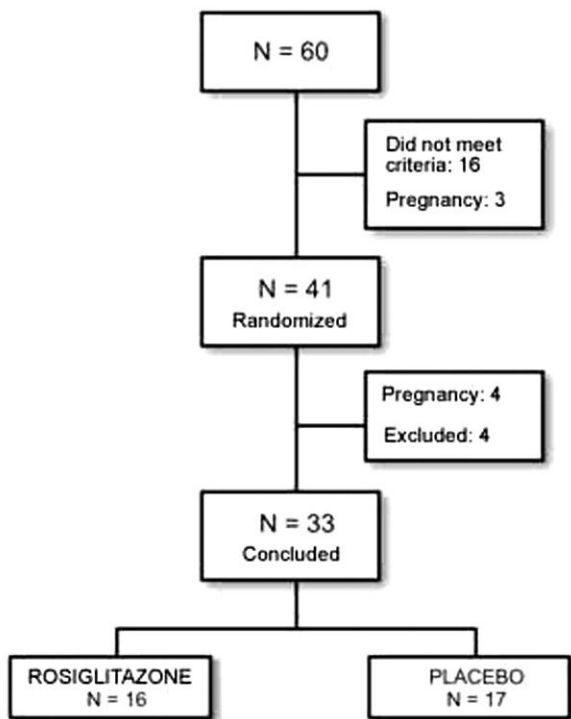 N = 60
Did not meet
criteria: 16
Pregnancy: 3
N = 41
Randomized
Pregnancy: 4
Excluded: 4
N = 33
Concluded
ROSIGLITAZONE
N = 16
PLACEBO
N = 17